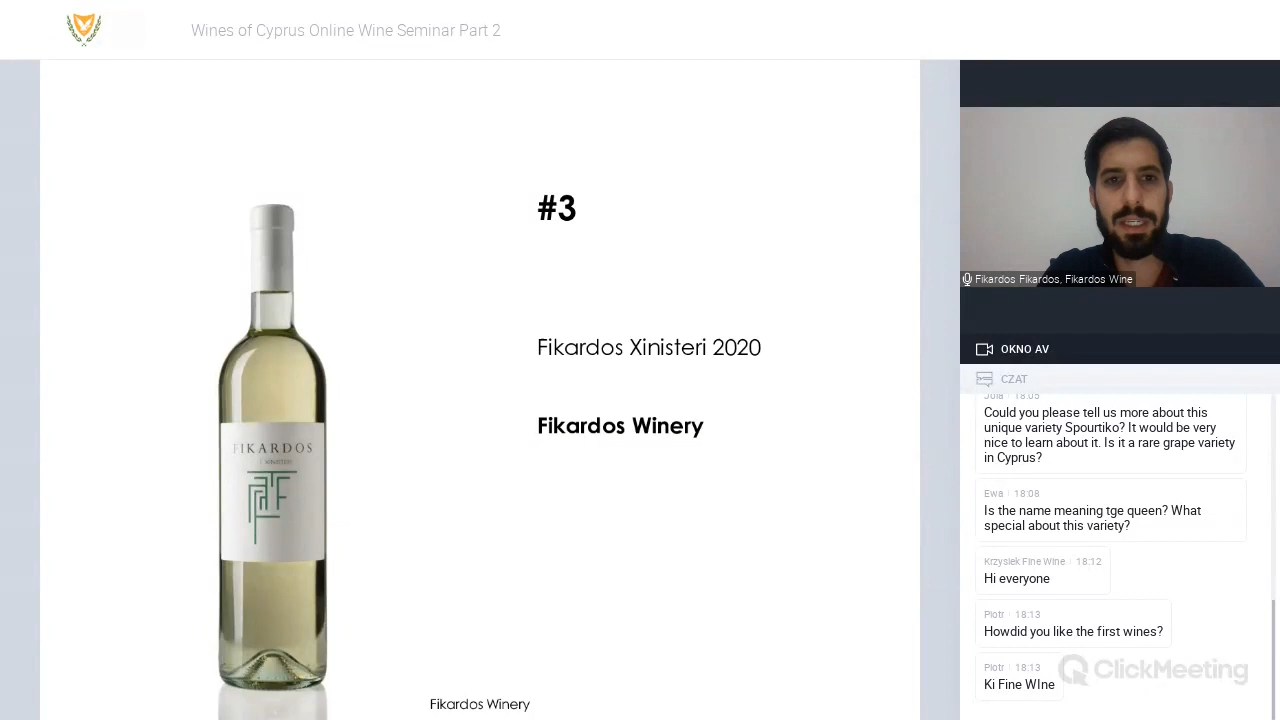 Wines of Cyprus Online Wine Seminar Part 2
#3
Fikardos Xinisteri 2020
Fikardos Winery
FIKARDOS
XINISTERI
Fikardos Winery
Fikardos Fikardos, Fikardos Wine
OKNO AV
CZAT
Julia 18:05
Could you please tell us more about this
unique variety Spourtiko? It would be very
nice to learn about it. Is it a rare grape variety
in Cyprus?
Ewa 18:08
Is the name meaning tge queen? What
special about this variety?
Krzysiek Fine Wine 18:12
Hi everyone
Piotr 18:13
Howdid you like the first wines?
Piotr 18:13
Ki Fine WIne
ClickMeeting